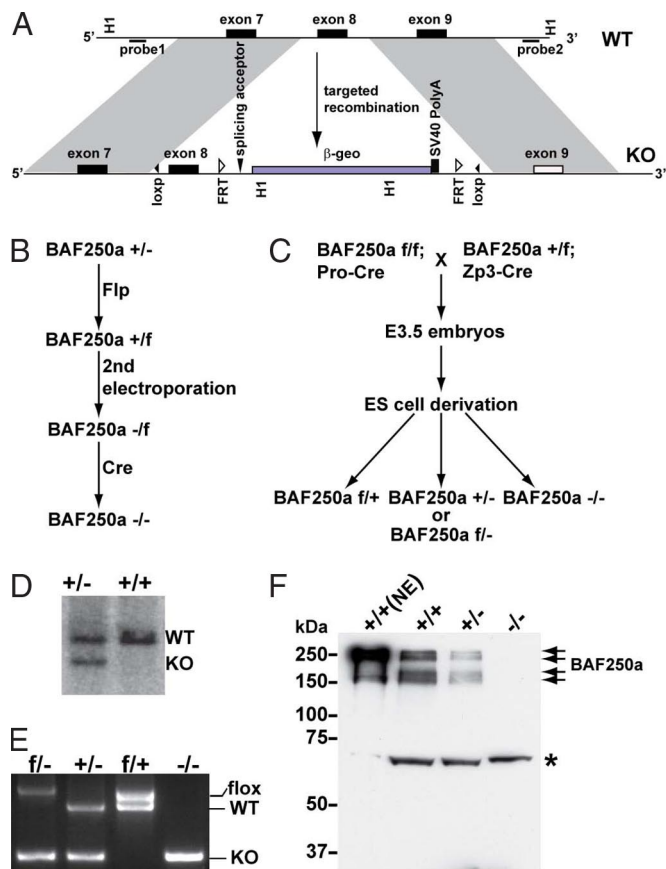 A
H1
exon 7
exon 8
exon 9
H1
5'
probe1
probe2
3'
WT
splicing acceptor
targeted
recombination
SV40 PolyA
β-geo
exon 7
exon 8
exon 9
KO
5'
3'
loxp
FRT
H1
H1
FRT
loxp
B
BAF250a +/-
Flp
BAF250a +/f
2nd
electroporation
BAF250a -/f
Cre
BAF250a -/-
C
BAF250a f/f;
Pro-Cre
X
BAF250a +/f;
Zp3-Cre
E3.5 embryos
ES cell derivation
BAF250a f/+
BAF250a +/-
or
BAF250a f/-
BAF250a -/-
D
+/- +/+
WT
KO
E
f/- +/- f/+ -/-
flox
WT
KO
F
+/+(NE) +/+ +/- -/-
kDa
250
150
100
75
50
37
BAF250a
*